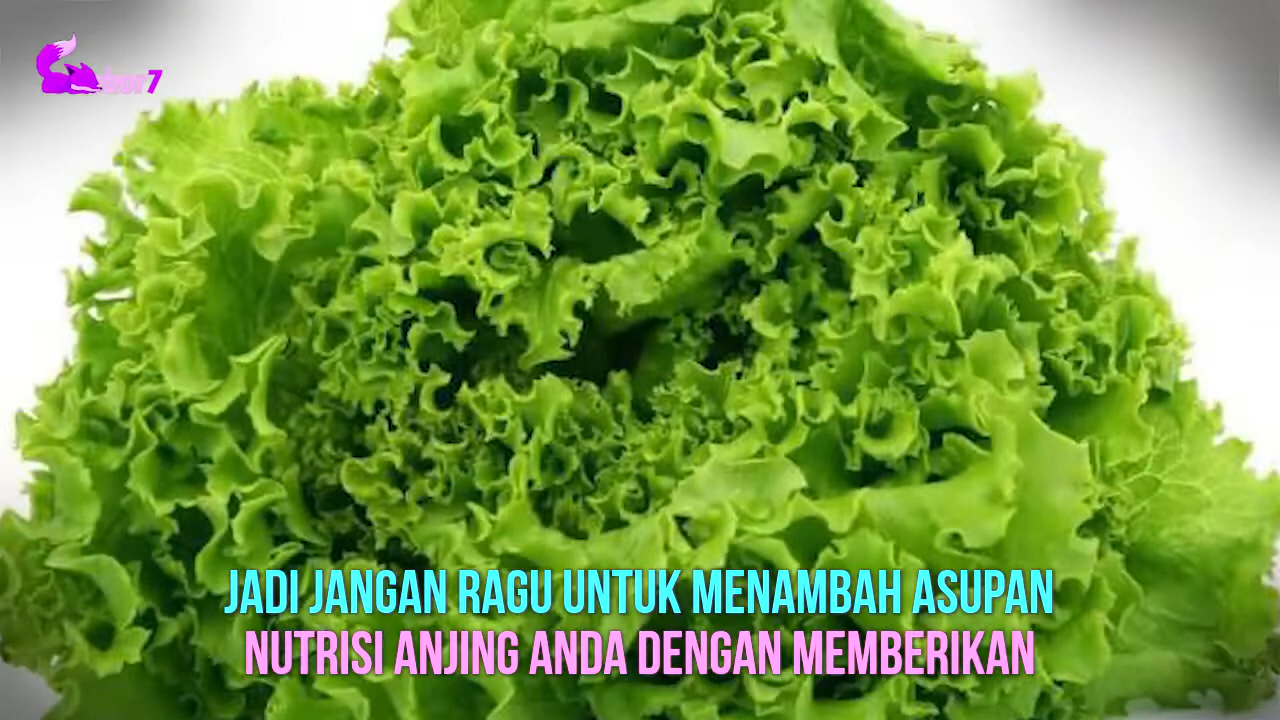 JADI JANGAN RAGU UNTUK MENAMBAH ASUPAN
NUTRISI ANJING ANDA DENGAN MEMBERIKAN